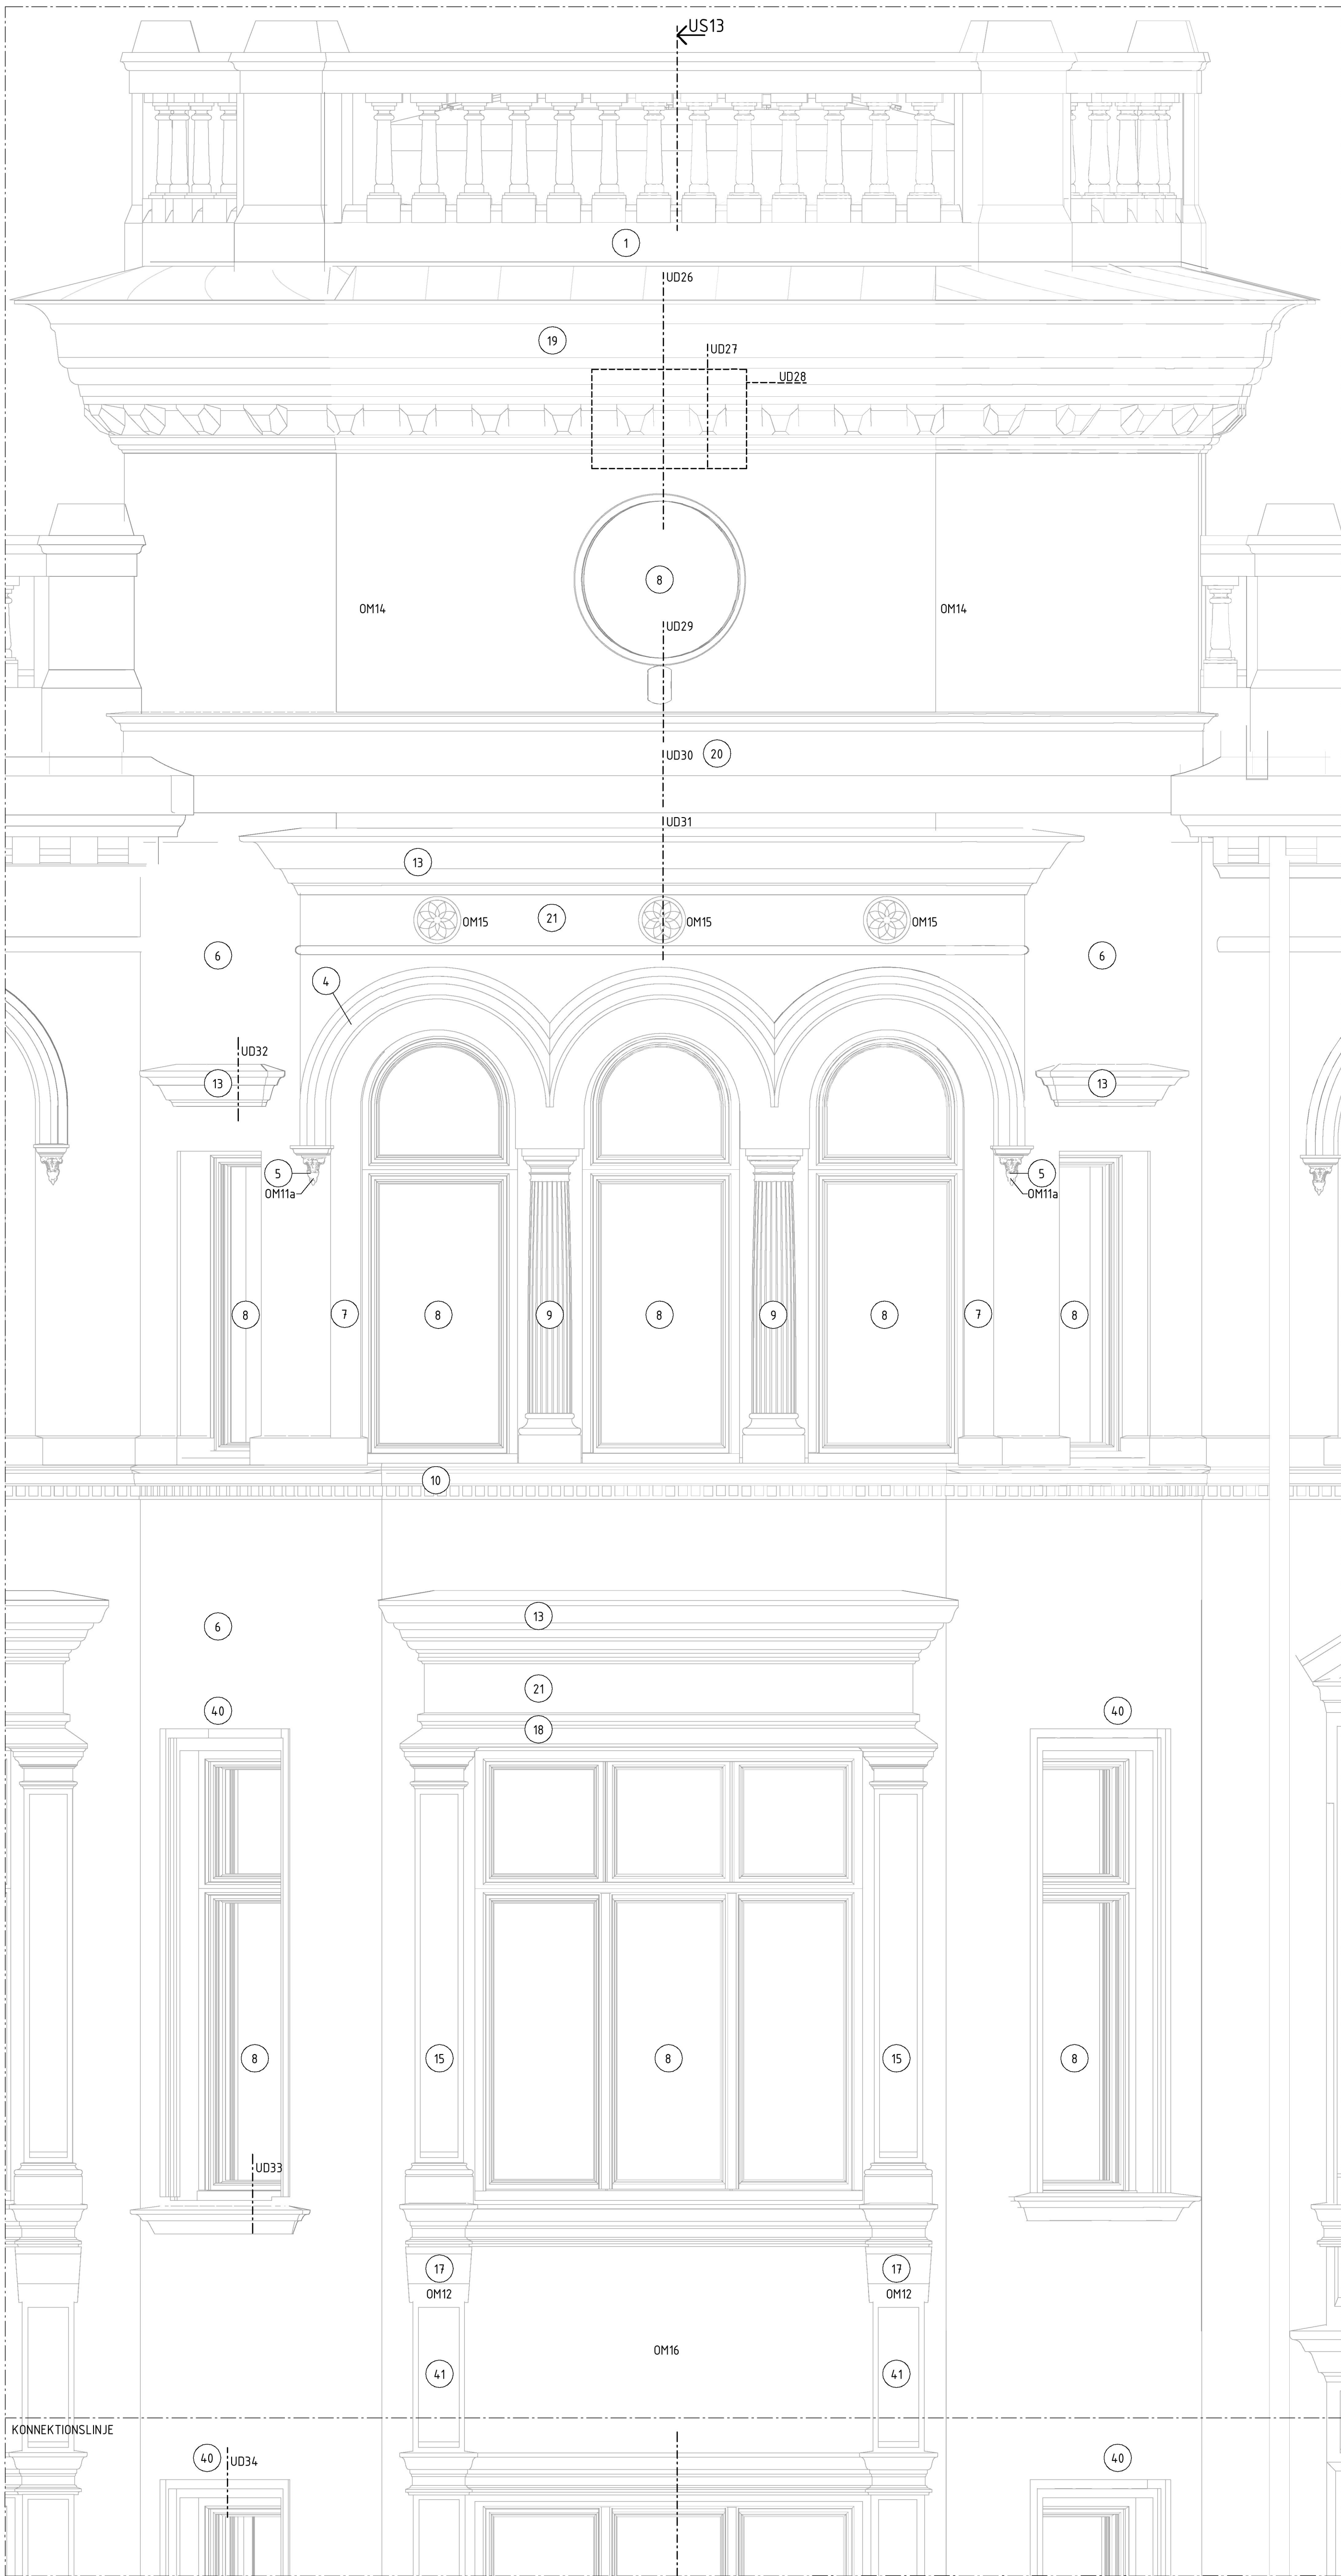 US13
1
UD26
19
UD27
UD28
8
OM14
OM14
UD29
UD30
20
UD31
13
OM15
21
OM15
OM15
6
6
4
UD32
13
13
5
5
OM11a
OM11a
8
7
8
9
8
9
8
7
8
10
13
6
21
40
40
18
8
15
8
15
8
UD33
17
17
OM12
OM12
OM16
41
41
KONNEKTIONSLINJE
40
UD34
40